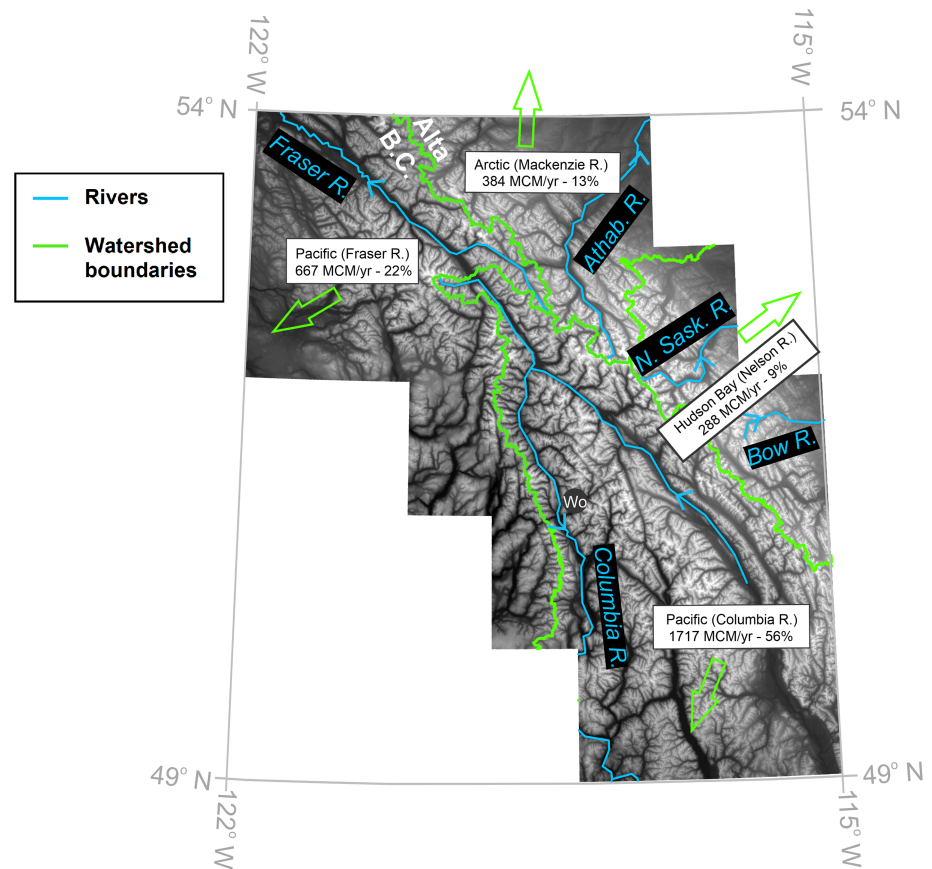 122° W
115° W
54° N
54° N
Alta
B.C.
Fraser R.
Arctic (Mackenzie R.)
384 MCM/yr - 13%
Athab. R.
Rivers
Watershed
boundaries
Pacific (Fraser R.)
667 MCM/yr - 22%
N. Sask. R.
Hudson Bay (Nelson R.)
288 MCM/yr - 9%
Bow R.
Wo
Columbia R.
Pacific (Columbia R.)
1717 MCM/yr - 56%
49° N
49° N
122° W
115° W